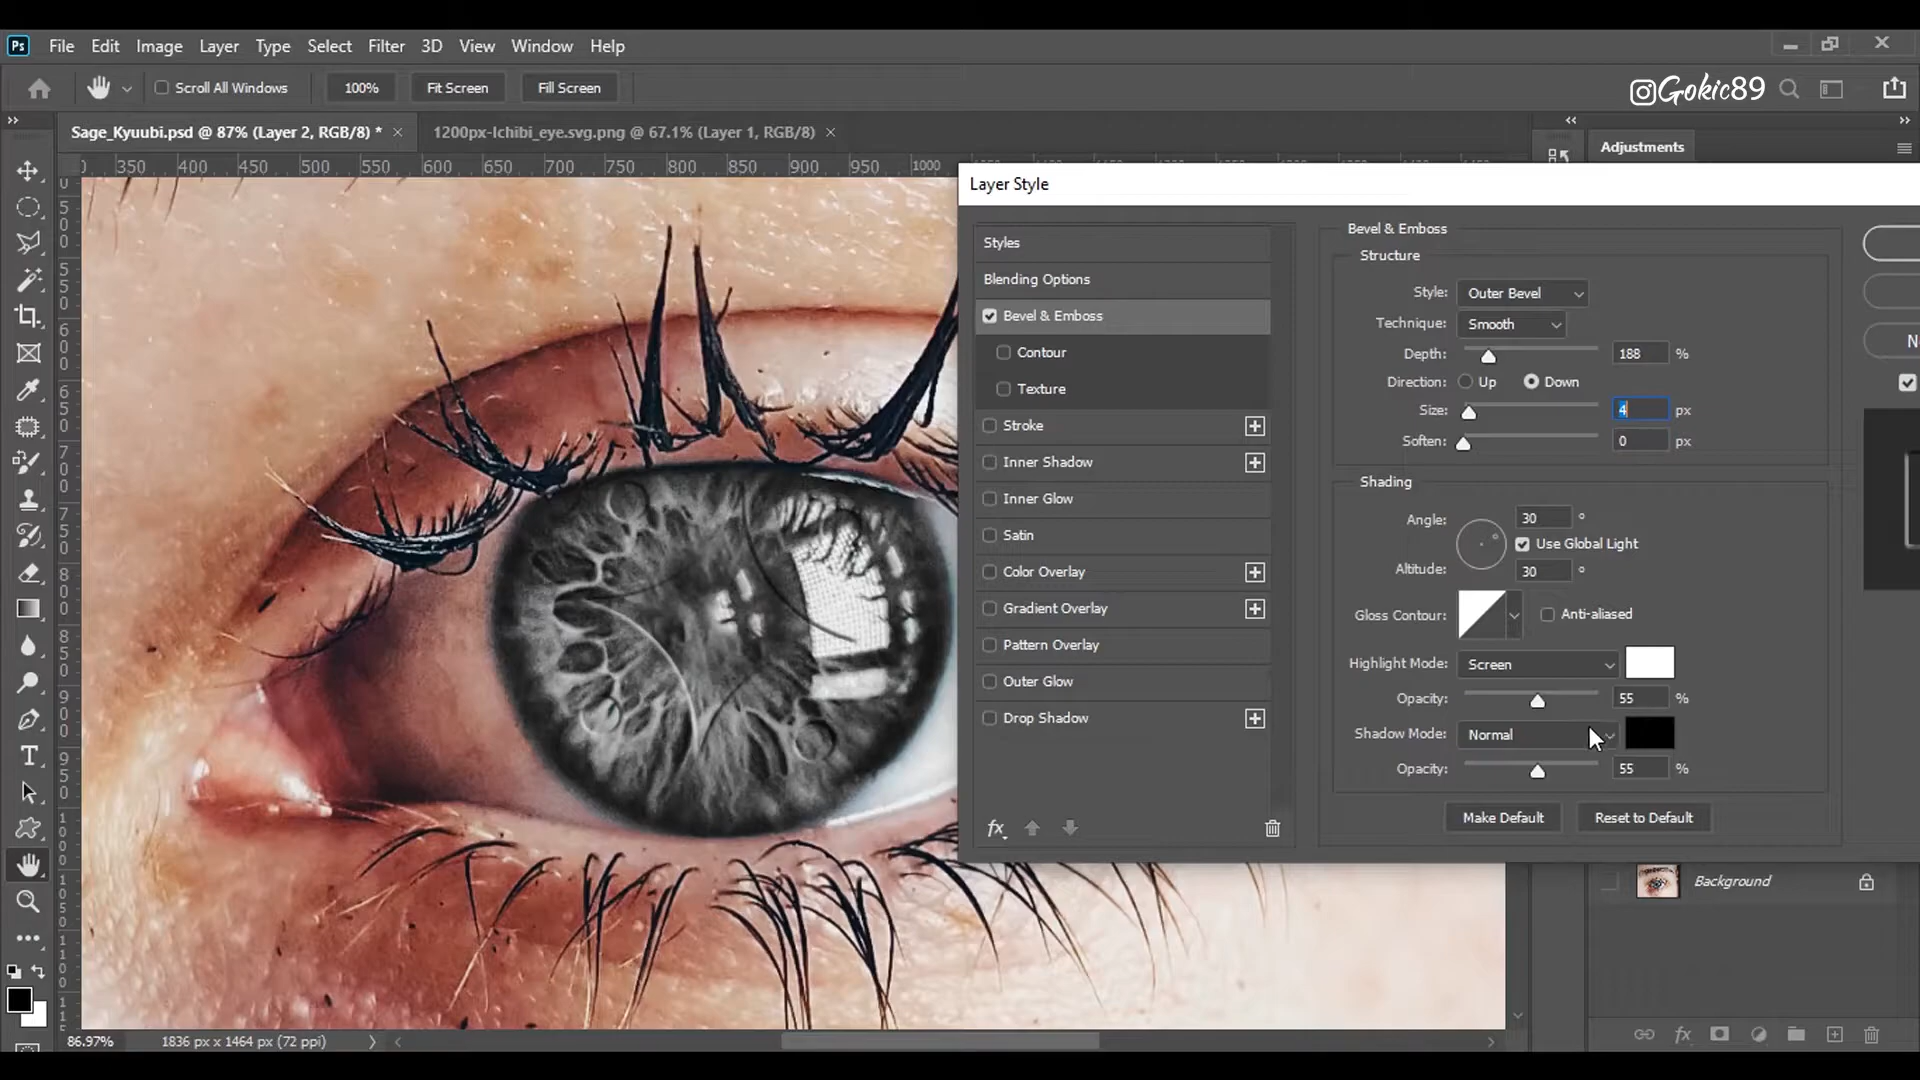 Ps File Edit Image Layer Type Select Filter 3D View Window Help
Scroll All Windows 100% Fit Screen Fill Screen
Gokic89
Sage_Kyuubi.psd @ 87% (Layer 2, RGB/8) *
1200px-Ichibi_eye.svg.png @ 67.1% (Layer 1, RGB/8)
Adjustments
350 400 450 500 550 600 650 700 750 800 850 900 950 1000
Layer Style
Styles
Blending Options
Bevel & Emboss
Contour
Texture
Stroke
Inner Shadow
Inner Glow
Satin
Color Overlay
Gradient Overlay
Pattern Overlay
Outer Glow
Drop Shadow
fx
Bevel & Emboss
Structure
Style: Outer Bevel
Technique: Smooth
Depth: 188 %
Direction: Up Down
Size: 4 px
Soften: 0 px
Shading
Angle: 30 °
Use Global Light
Altitude: 30 °
Gloss Contour: Anti-aliased
Highlight Mode: Screen
Opacity: 55 %
Shadow Mode: Normal
Opacity: 55 %
Make Default Reset to Default
Background
fx
86.97% 1836 px x 1464 px (72 ppi)